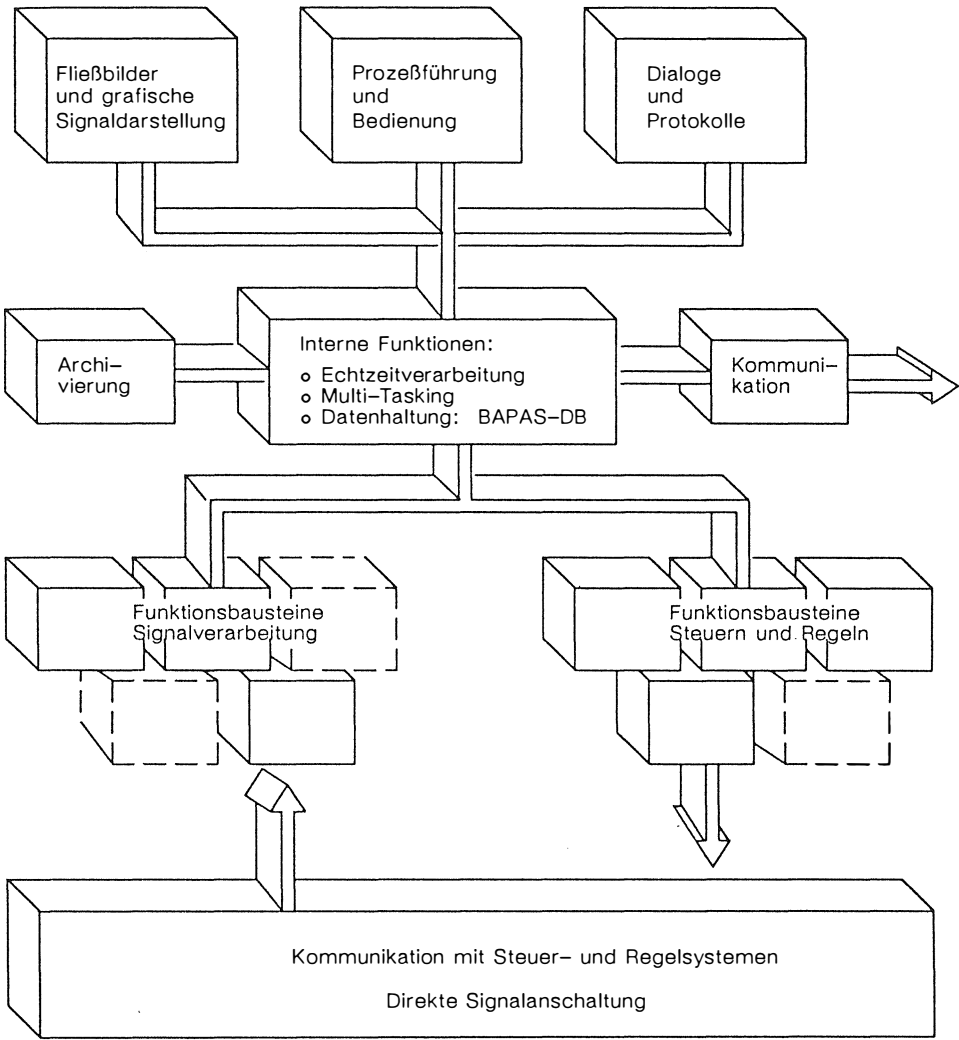 Fließbilder
und grafische
Signaldarstellung
Prozeßführung
und
Bedienung
Dialoge
und
Protokolle
Archi-
vierung
Interne Funktionen:
o Echtzeitverarbeitung
o Multi-Tasking
o Datenhaltung: BAPAS-DB
Kommuni-
kation
Funktionsbausteine
Signalverarbeitung
Funktionsbausteine
Steuern und Regeln
Kommunikation mit Steuer- und Regelsystemen
Direkte Signalanschaltung